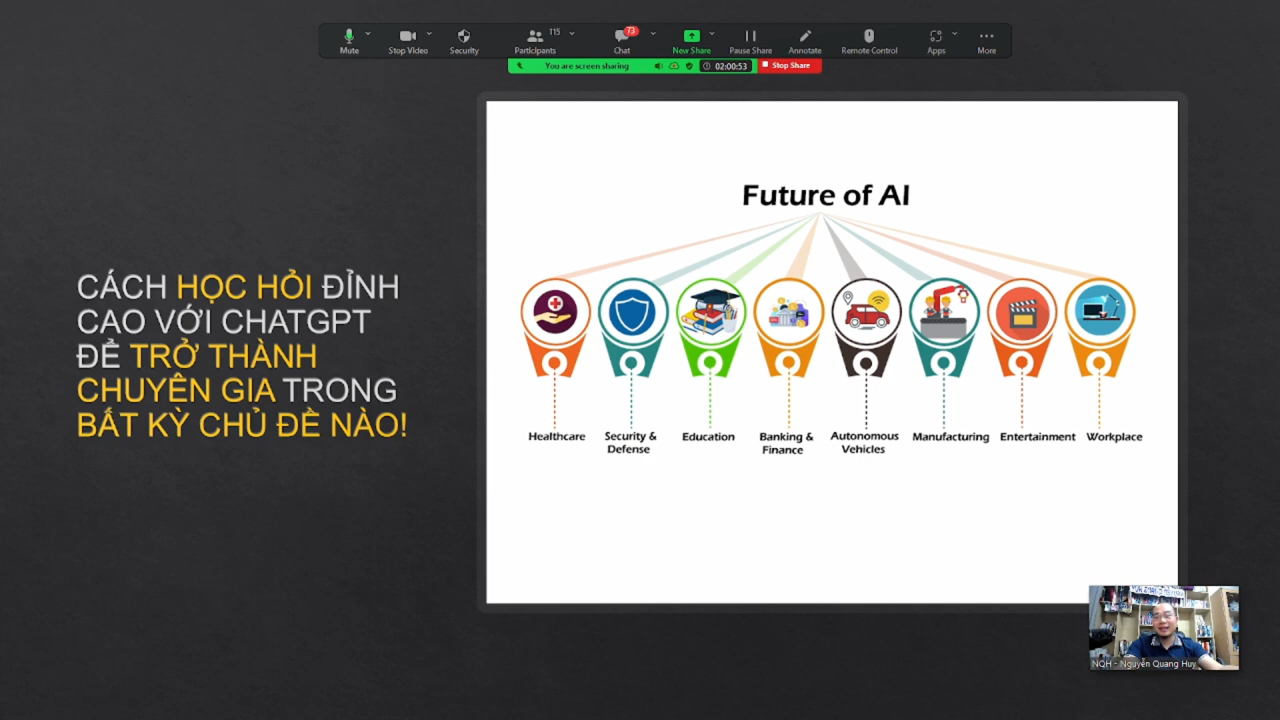 115
73
Mute
Stop Video
Security
Participants
Chat
New Share
Pause Share
Annotate
Remote Control
Apps
More
You are screen sharing
02:00:53
Stop Share
CÁCH HỌC HỎI ĐỈNH
CAO VỚI CHATGPT
ĐỂ TRỞ THÀNH
CHUYÊN GIA TRONG
BẤT KỲ CHỦ ĐỀ NÀO!
Future of AI
Healthcare
Security &
Defense
Education
Banking &
Finance
Autonomous
Vehicles
Manufacturing
Entertainment
Workplace
NQH - Nguyễn Quang Huy